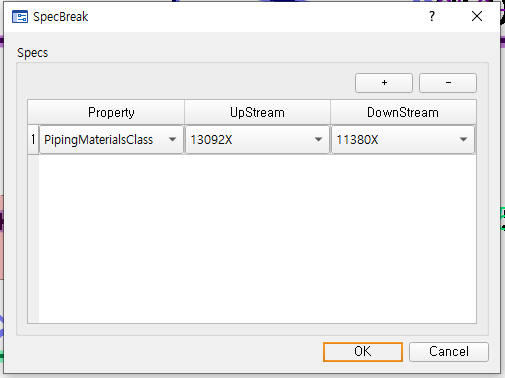 SpecBreak ? ×
Specs
+ −
Property UpStream DownStream
1 PipingMaterialsClass 13092X 11380X
OK Cancel